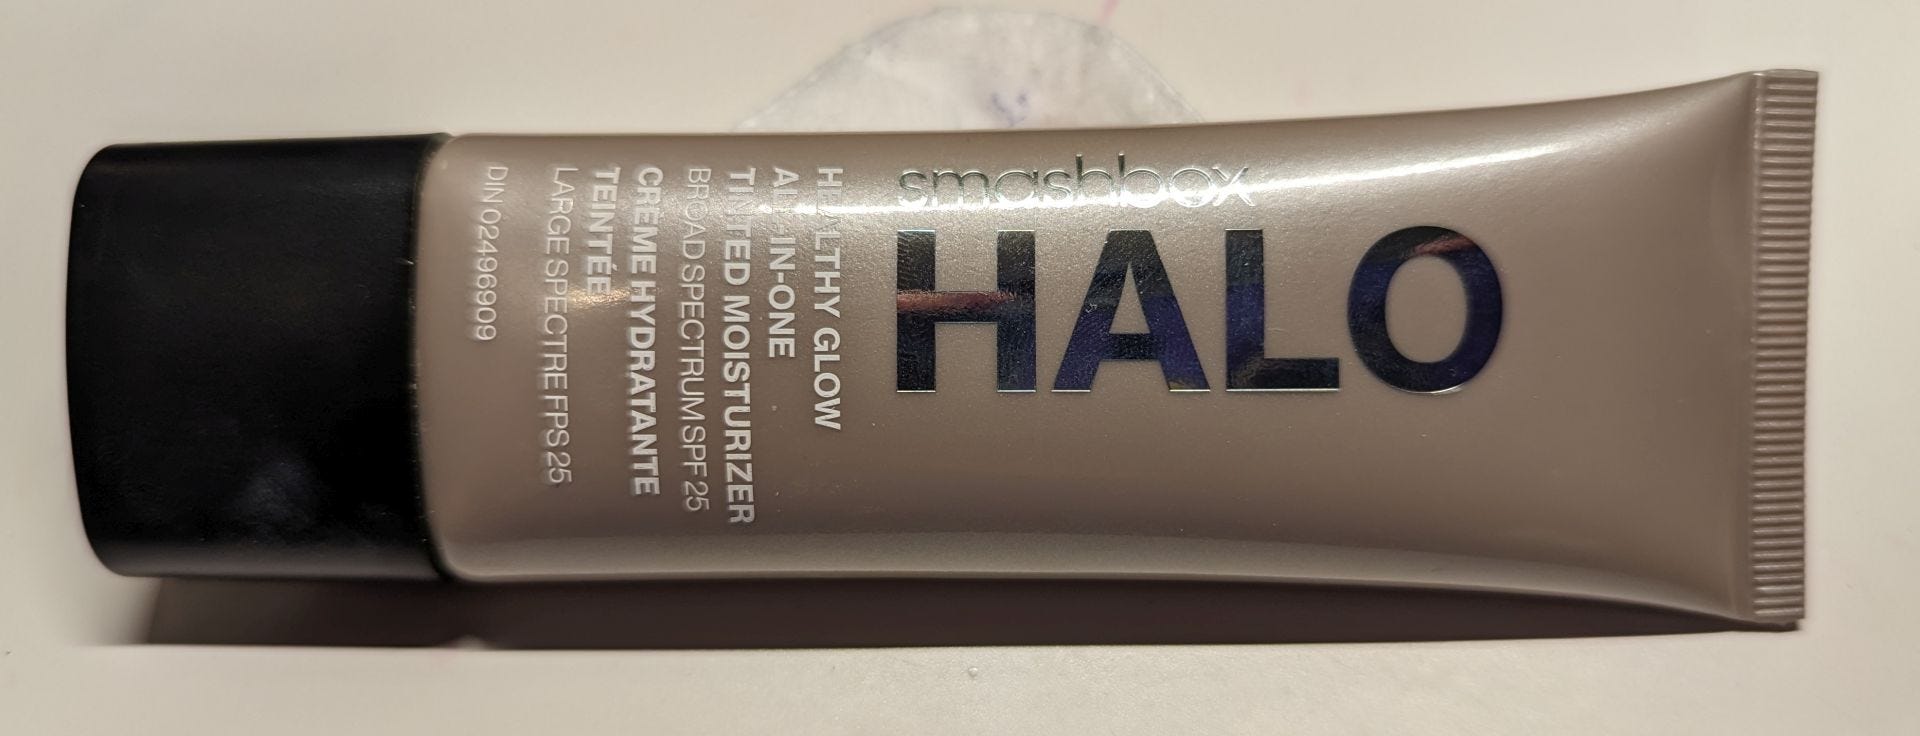 smashbox
HALO
HEALTHY GLOW
ALL-IN-ONE
TINTED MOISTURIZER
BROAD SPECTRUM SPF 25
CRÈME HYDRATANTE
TEINTÉE
LARGE SPECTRE FPS 25
DIN 02496909